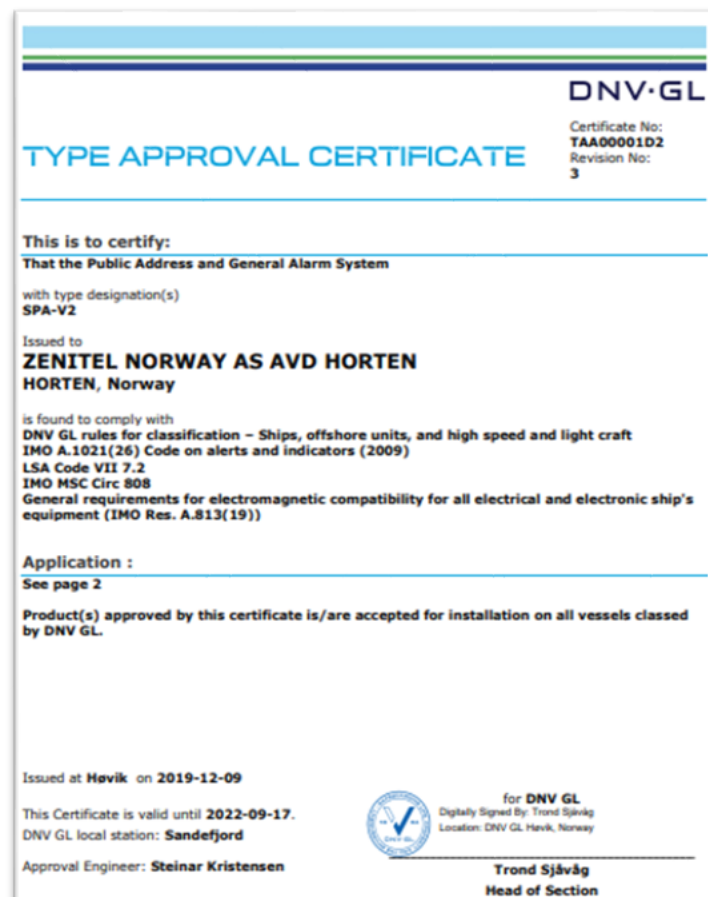 DNV·GL
Certificate No:
TAA00001D2
Revision No:
3
TYPE APPROVAL CERTIFICATE
This is to certify:
That the Public Address and General Alarm System
with type designation(s)
SPA-V2
Issued to
ZENITEL NORWAY AS AVD HORTEN
HORTEN, Norway
is found to comply with
DNV GL rules for classification – Ships, offshore units, and high speed and light craft
IMO A.1021(26) Code on alerts and indicators (2009)
LSA Code VII 7.2
IMO MSC Circ 808
General requirements for electromagnetic compatibility for all electrical and electronic ship's
equipment (IMO Res. A.813(19))
Application :
See page 2
Product(s) approved by this certificate is/are accepted for installation on all vessels classed
by DNV GL.
Issued at Høvik on 2019-12-09
This Certificate is valid until 2022-09-17.
DNV GL local station: Sandefjord
Approval Engineer: Steinar Kristensen
for DNV GL
Digitally Signed By: Trond Sjåvåg
Location: DNV GL Høvik, Norway
Trond Sjåvåg
Head of Section